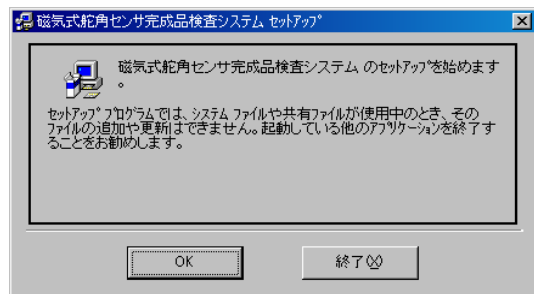 磁気式舵角センサ完成品検査システム ｾｯﾄｱｯﾌﾟ
磁気式舵角センサ完成品検査システム のｾｯﾄｱｯﾌﾟを始めます
。
ｾｯﾄｱｯﾌﾟ ﾌﾟﾛｸﾞﾗﾑでは、ｼｽﾃﾑ ﾌｧｲﾙや共有ﾌｧｲﾙが使用中のとき、その
ﾌｧｲﾙの追加や更新はできません。起動している他のｱﾌﾟﾘｹｰｼｮﾝを終了す
ることをお勧めします。
OK
終了(X)